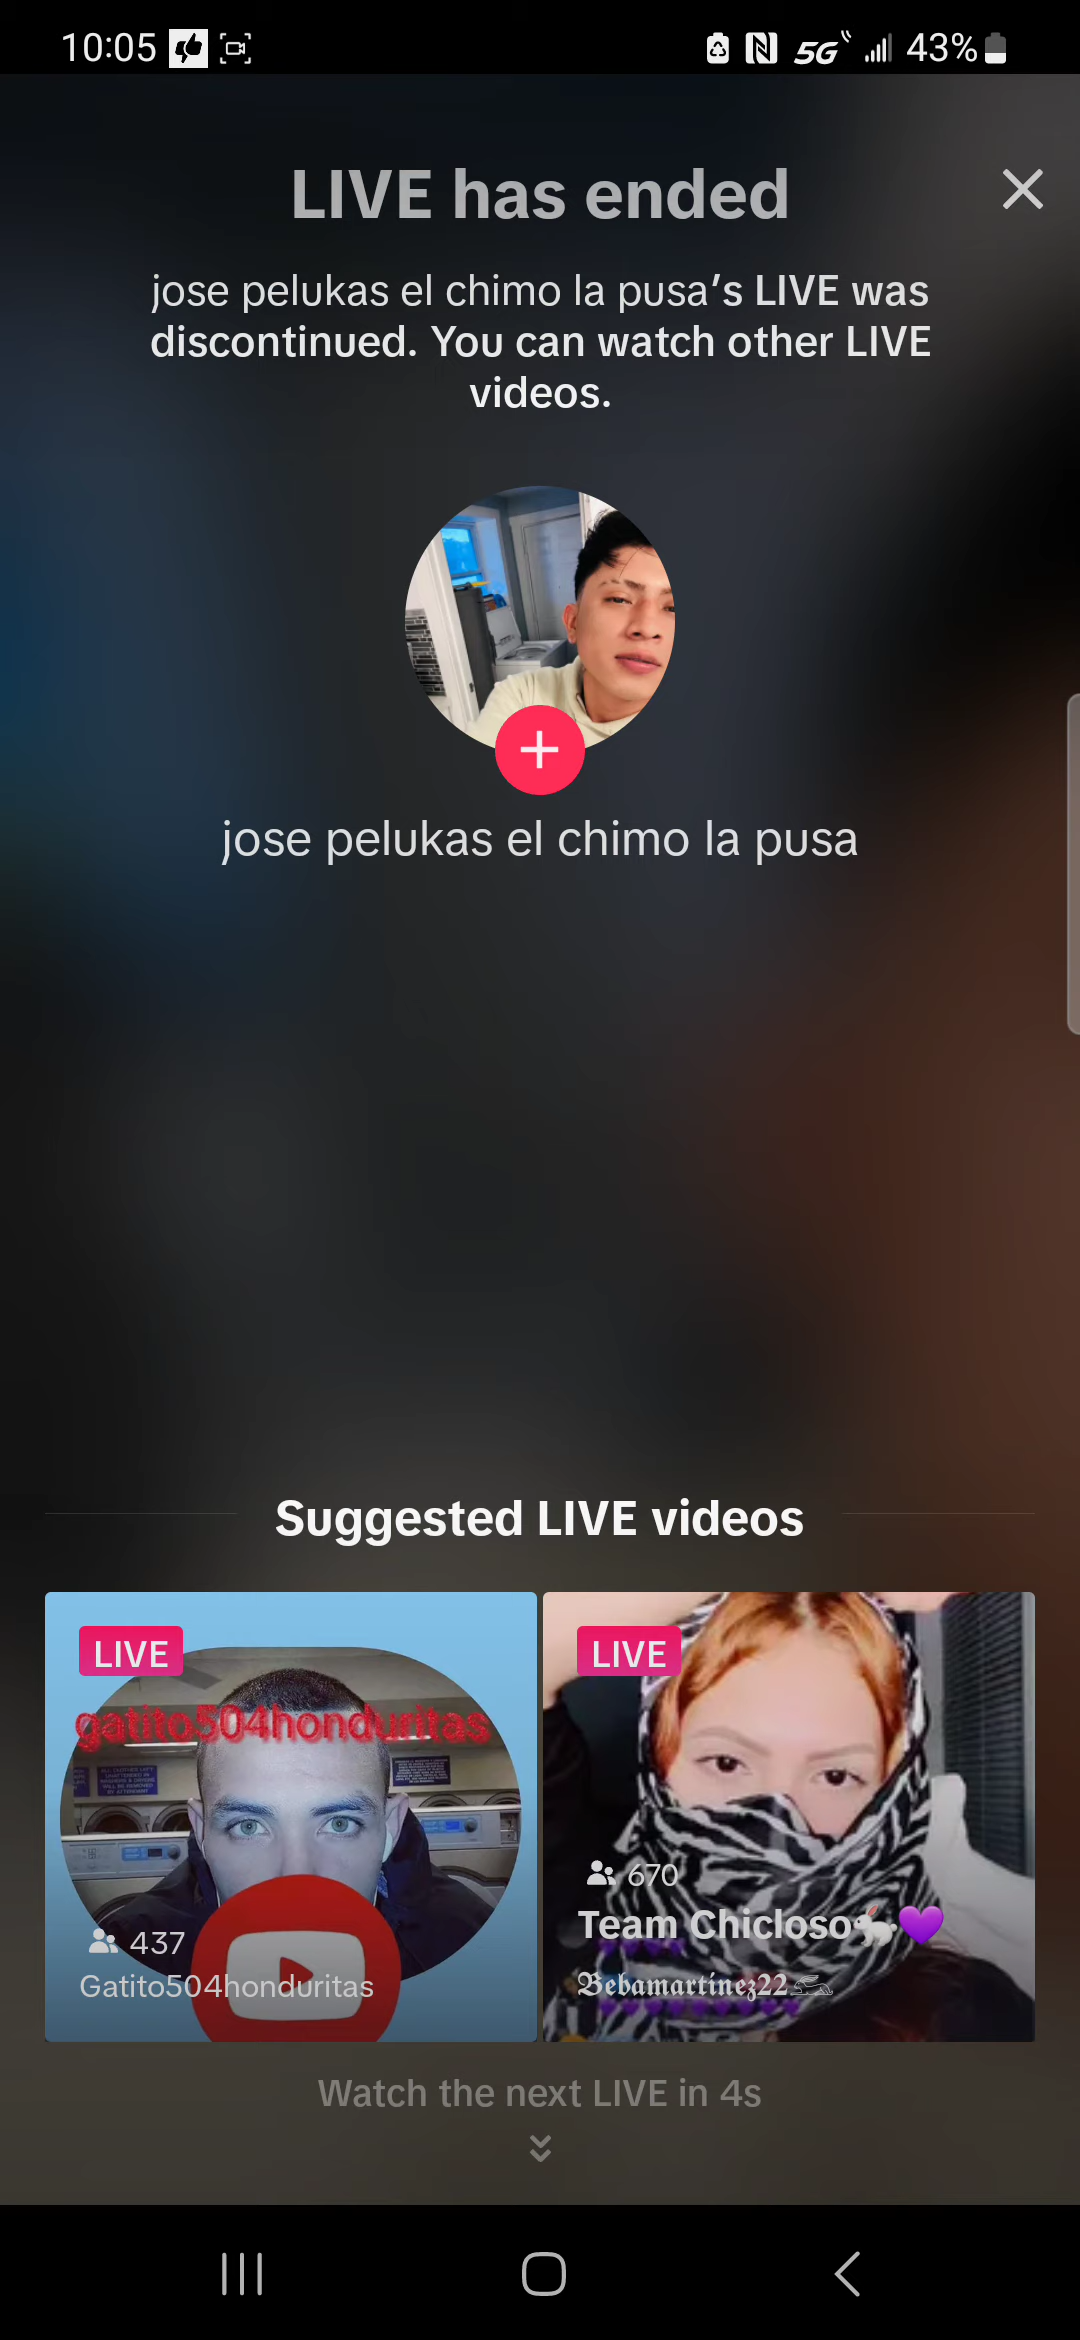 10:05
5G 43%
LIVE has ended
jose pelukas el chimo la pusa's LIVE was
discontinued. You can watch other LIVE
videos.
jose pelukas el chimo la pusa
Suggested LIVE videos
LIVE
gatito504honduritas
437
Gatito504honduritas
LIVE
670
Team Chicloso🐇💜
𝕭𝖊𝖇𝖆𝖒𝖆𝖗𝖙𝖎𝖓𝖊𝖟22𓃹
Watch the next LIVE in 4s